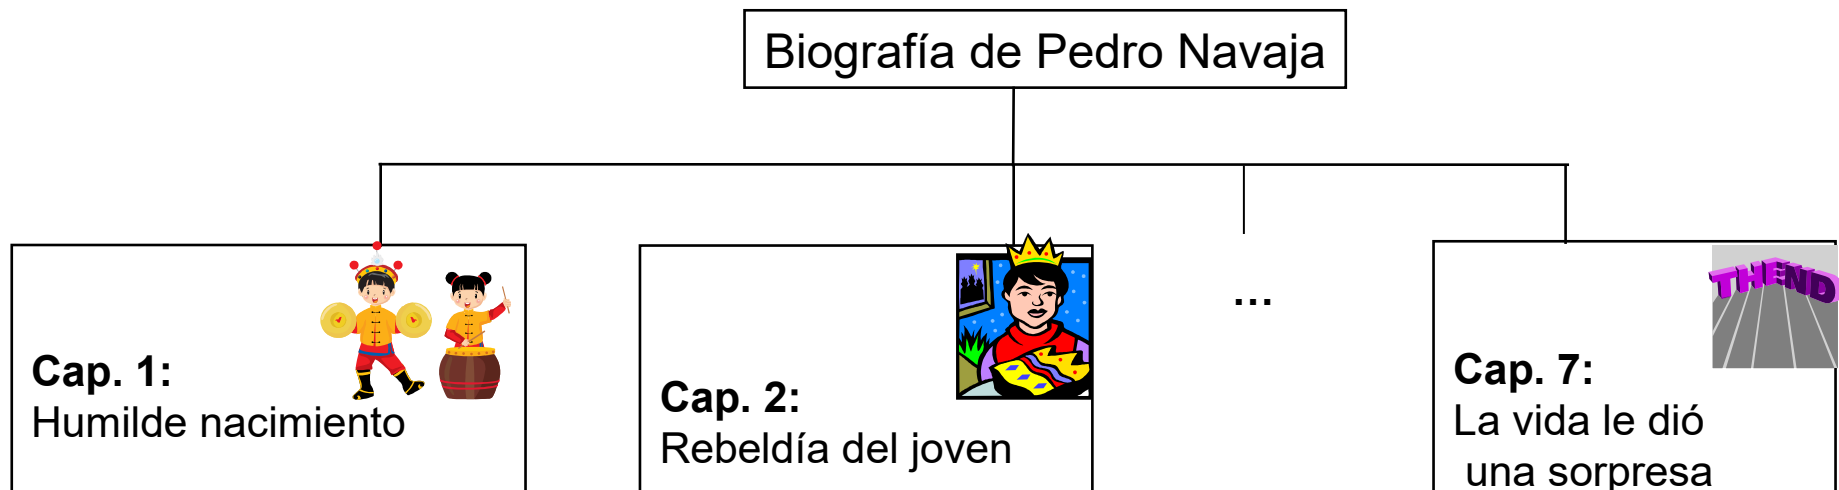 Biografía de Pedro Navaja
Cap. 1:
Humilde nacimiento
Cap. 2:
Rebeldía del joven
...
THE END
Cap. 7:
La vida le dió
una sorpresa